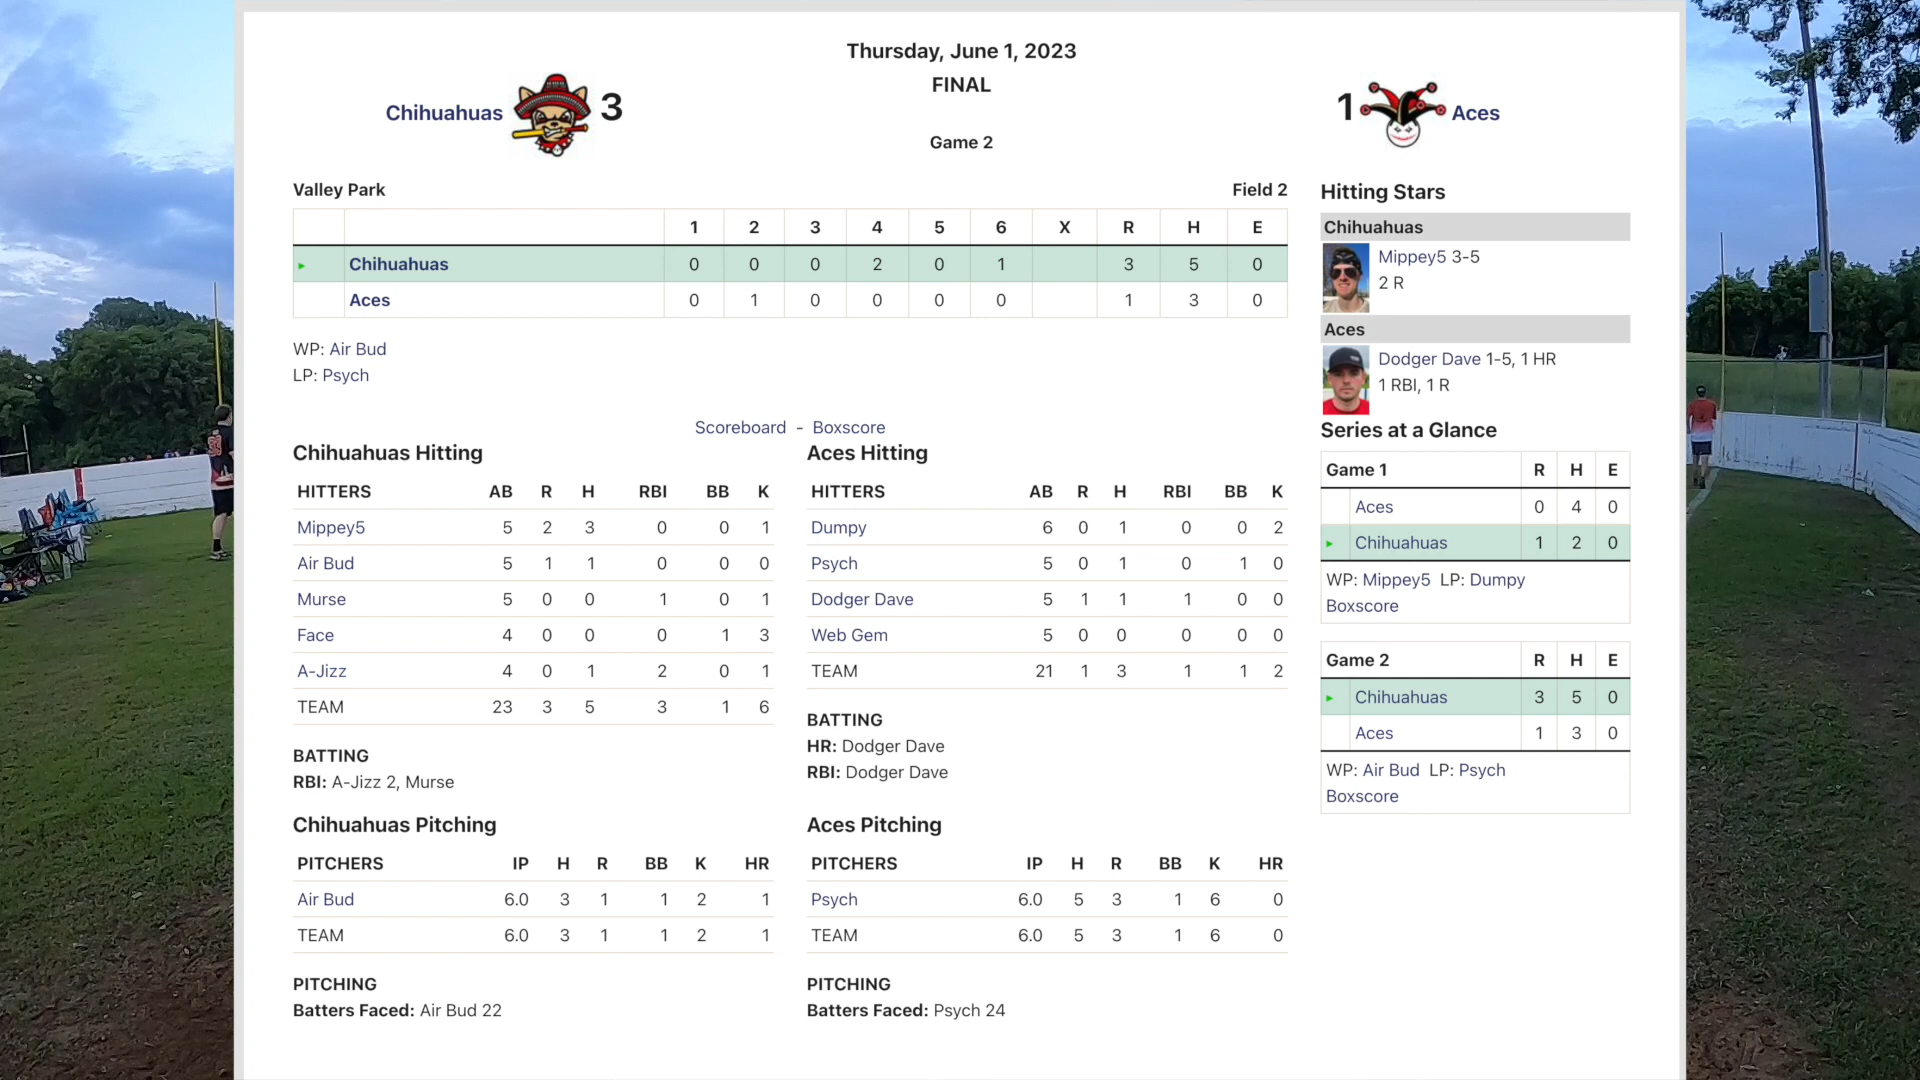 Thursday, June 1, 2023
FINAL
Game 2
Chihuahuas 3
1 Aces
Valley Park Field 2
1 2 3 4 5 6 X R H E
Chihuahuas 0 0 0 2 0 1 3 5 0
Aces 0 1 0 0 0 0 1 3 0
WP: Air Bud
LP: Psych
Scoreboard - Boxscore
Chihuahuas Hitting
HITTERS AB R H RBI BB K
Mippey5 5 2 3 0 0 1
Air Bud 5 1 1 0 0 0
Murse 5 0 0 1 0 1
Face 4 0 0 0 1 3
A-Jizz 4 0 1 2 0 1
TEAM 23 3 5 3 1 6
BATTING
RBI: A-Jizz 2, Murse
Chihuahuas Pitching
PITCHERS IP H R BB K HR
Air Bud 6.0 3 1 1 2 1
TEAM 6.0 3 1 1 2 1
PITCHING
Batters Faced: Air Bud 22
Aces Hitting
HITTERS AB R H RBI BB K
Dumpy 6 0 1 0 0 2
Psych 5 0 1 0 1 0
Dodger Dave 5 1 1 1 0 0
Web Gem 5 0 0 0 0 0
TEAM 21 1 3 1 1 2
BATTING
HR: Dodger Dave
RBI: Dodger Dave
Aces Pitching
PITCHERS IP H R BB K HR
Psych 6.0 5 3 1 6 0
TEAM 6.0 5 3 1 6 0
PITCHING
Batters Faced: Psych 24
Hitting Stars
Chihuahuas
Mippey5 3-5
2 R
Aces
Dodger Dave 1-5, 1 HR
1 RBI, 1 R
Series at a Glance
Game 1 R H E
Aces 0 4 0
Chihuahuas 1 2 0
WP: Mippey5 LP: Dumpy
Boxscore
Game 2 R H E
Chihuahuas 3 5 0
Aces 1 3 0
WP: Air Bud LP: Psych
Boxscore